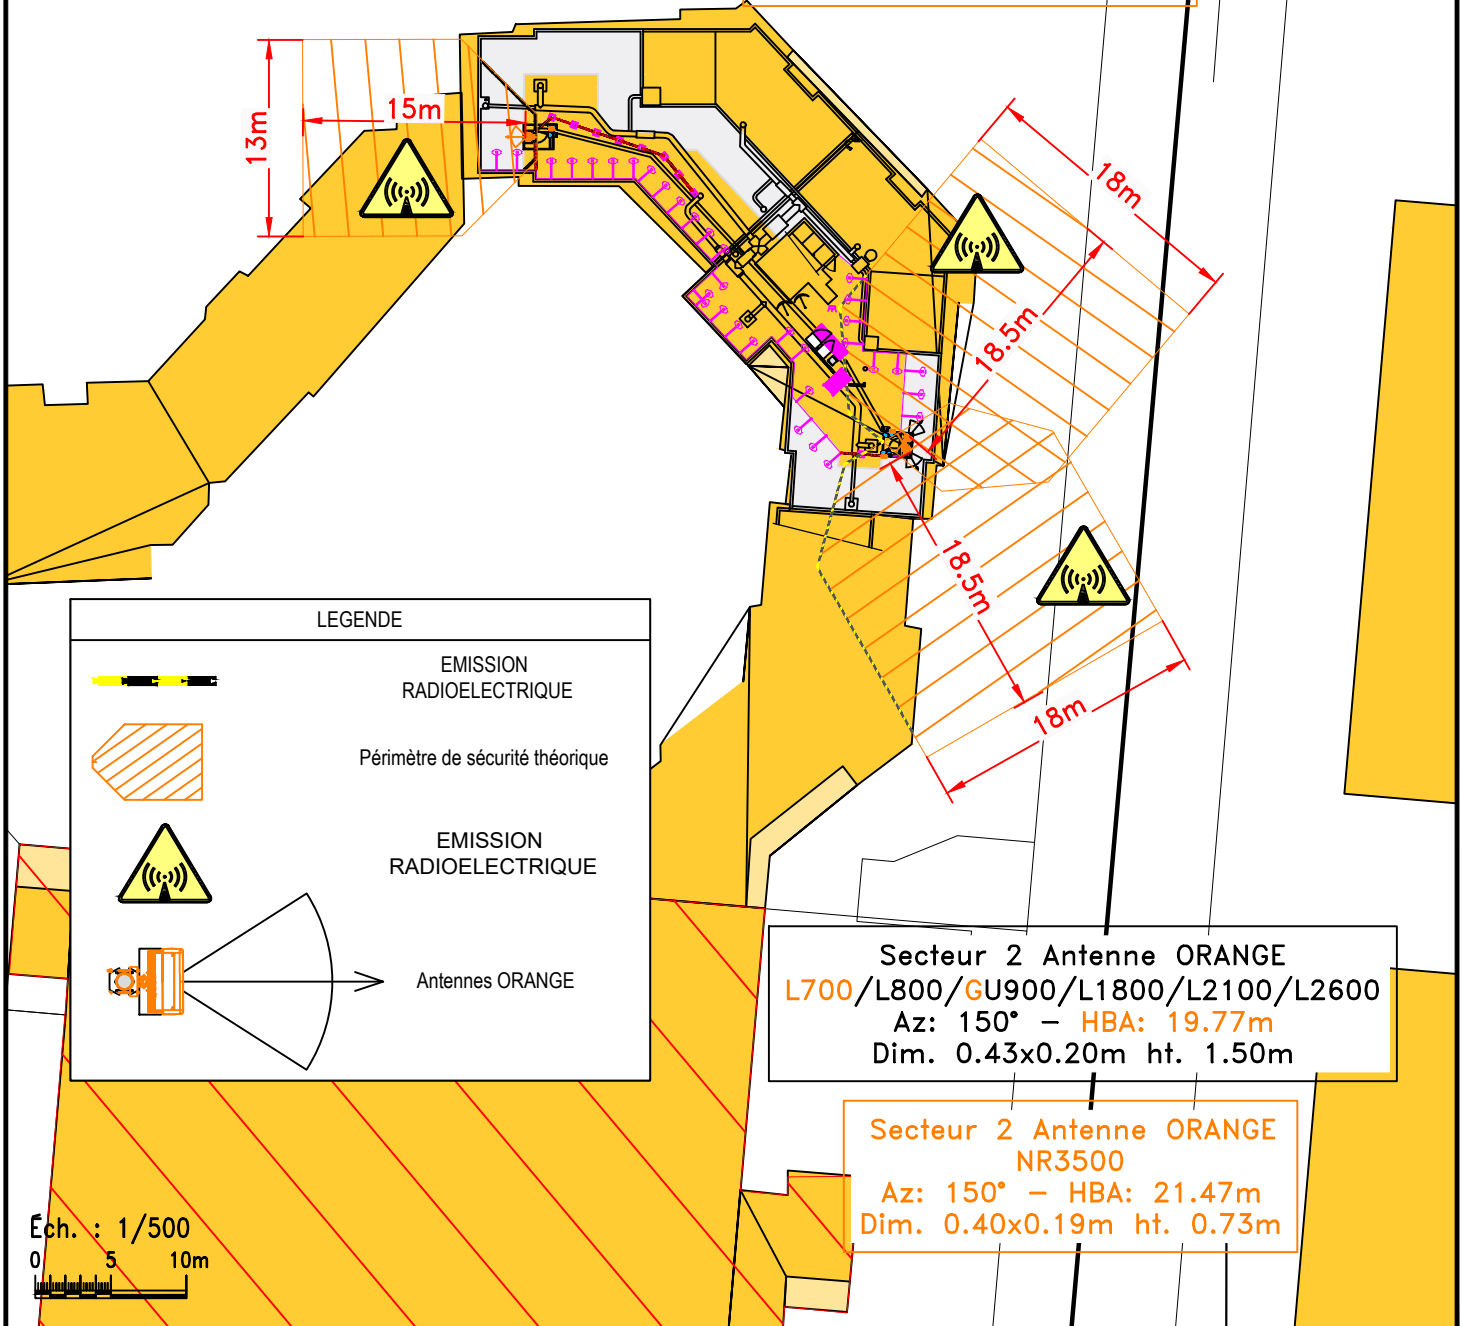 13m
15m
18m
18.5m
18.5m
18m
LEGENDE
EMISSION
RADIOELECTRIQUE
Périmètre de sécurité théorique
EMISSION
RADIOELECTRIQUE
Antennes ORANGE
Secteur 2 Antenne ORANGE
L700/L800/GU900/L1800/L2100/L2600
Az: 150° – HBA: 19.77m
Dim. 0.43x0.20m ht. 1.50m
Secteur 2 Antenne ORANGE
NR3500
Az: 150° – HBA: 21.47m
Dim. 0.40x0.19m ht. 0.73m
Éch. : 1/500
0 5 10m